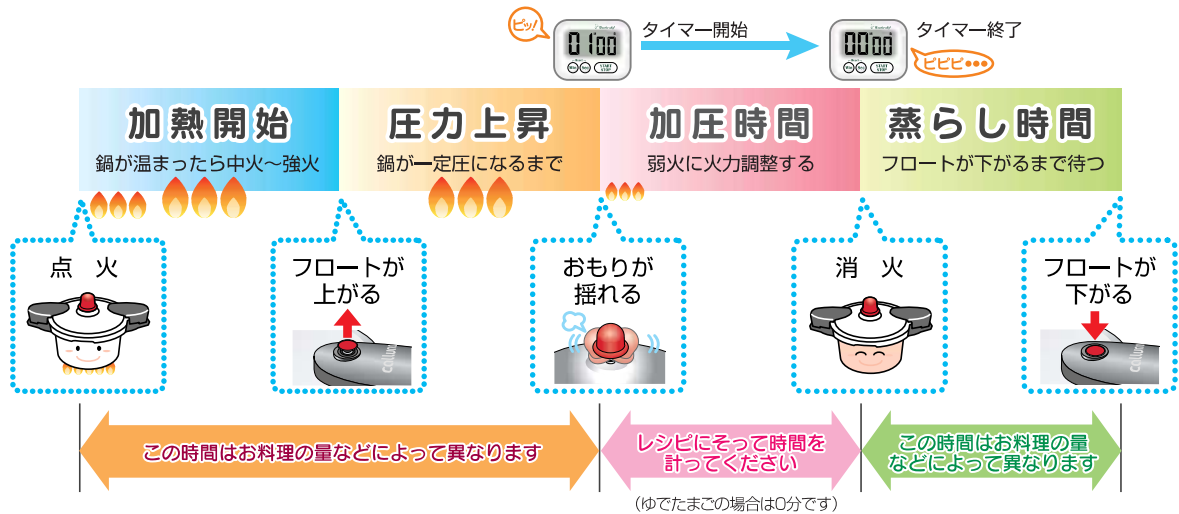 ピッ!
01 00
タイマー開始
00 00
タイマー終了
ピピピ•••
START
STOP
START
STOP
加熱開始
鍋が温まったら中火～強火
圧力上昇
鍋が一定圧になるまで
加圧時間
弱火に火力調整する
蒸らし時間
フロートが下がるまで待つ
点 火
フロートが
上がる
おもりが
揺れる
消 火
フロートが
下がる
この時間はお料理の量などによって異なります
レシピにそって時間を
計ってください
この時間はお料理の量
などによって異なります
（ゆでたまごの場合は0分です）